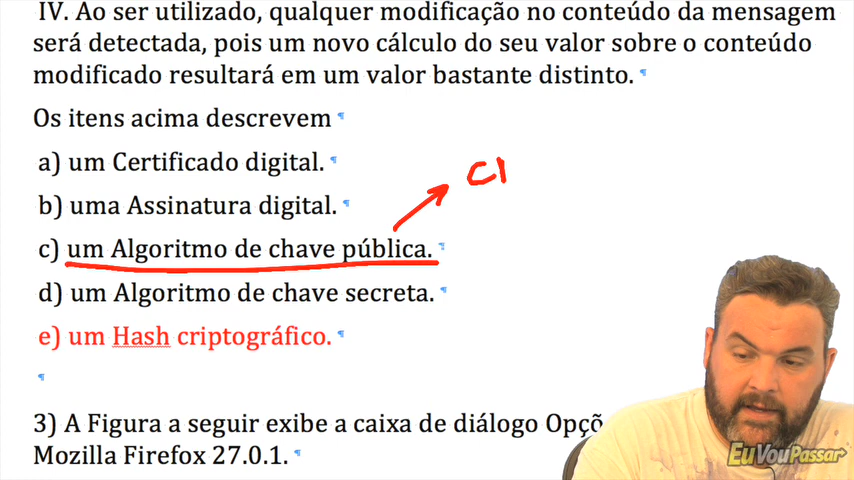 IV. Ao ser utilizado, qualquer modificação no conteúdo da mensagem
será detectada, pois um novo cálculo do seu valor sobre o conteúdo
modificado resultará em um valor bastante distinto.
Os itens acima descrevem
a) um Certificado digital.
b) uma Assinatura digital.
c) um Algoritmo de chave pública.
d) um Algoritmo de chave secreta.
e) um Hash criptográfico.
3) A Figura a seguir exibe a caixa de diálogo Opçõ
Mozilla Firefox 27.0.1.
EuVouPassar